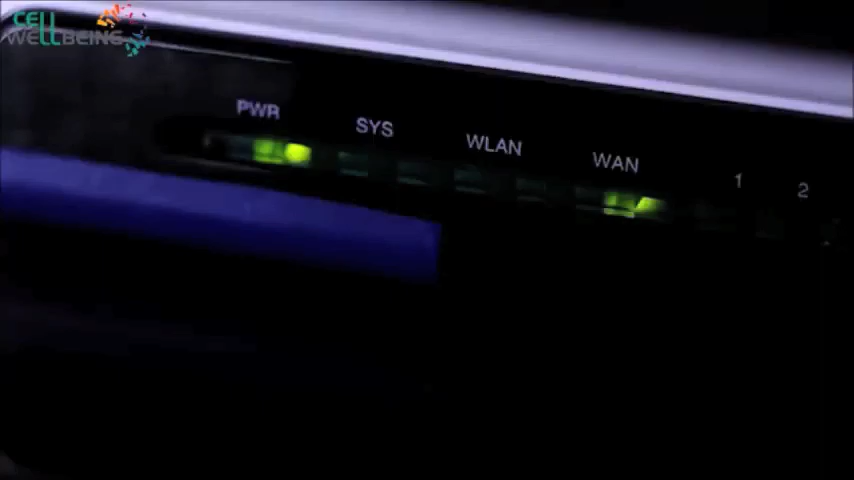 CELL
WELLBEING
PWR
SYS
WLAN
WAN
1
2